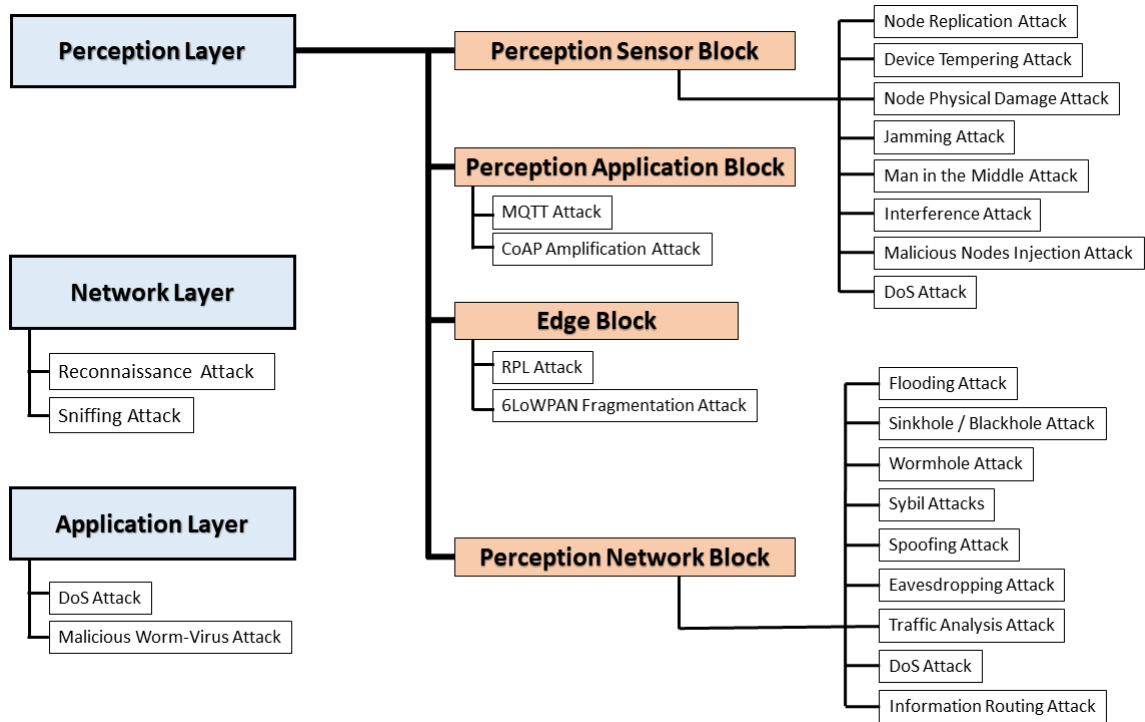 Perception Layer
Perception Sensor Block
Node Replication Attack
Device Tempering Attack
Node Physical Damage Attack
Jamming Attack
Man in the Middle Attack
Interference Attack
Malicious Nodes Injection Attack
DoS Attack
Perception Application Block
MQTT Attack
CoAP Amplification Attack
Edge Block
RPL Attack
6LoWPAN Fragmentation Attack
Perception Network Block
Flooding Attack
Sinkhole / Blackhole Attack
Wormhole Attack
Sybil Attacks
Spoofing Attack
Eavesdropping Attack
Traffic Analysis Attack
DoS Attack
Information Routing Attack
Network Layer
Reconnaissance Attack
Sniffing Attack
Application Layer
DoS Attack
Malicious Worm-Virus Attack